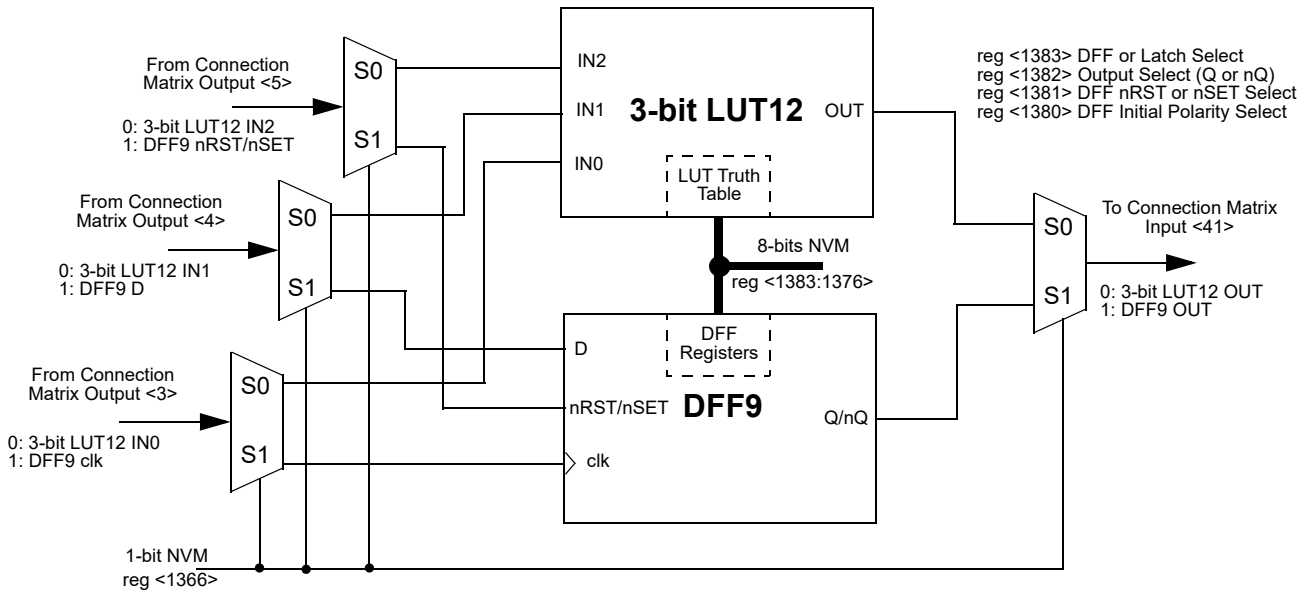 From Connection
Matrix Output <5>
0: 3-bit LUT12 IN2
1: DFF9 nRST/nSET
S0
S1
From Connection
Matrix Output <4>
0: 3-bit LUT12 IN1
1: DFF9 D
S0
S1
From Connection
Matrix Output <3>
0: 3-bit LUT12 IN0
1: DFF9 clk
S0
S1
1-bit NVM
reg <1366>
IN2
IN1
IN0
3-bit LUT12
OUT
LUT Truth
Table
8-bits NVM
reg <1383:1376>
DFF
Registers
D
nRST/nSET
clk
DFF9
Q/nQ
reg <1383> DFF or Latch Select
reg <1382> Output Select (Q or nQ)
reg <1381> DFF nRST or nSET Select
reg <1380> DFF Initial Polarity Select
S0
S1
To Connection Matrix
Input <41>
0: 3-bit LUT12 OUT
1: DFF9 OUT